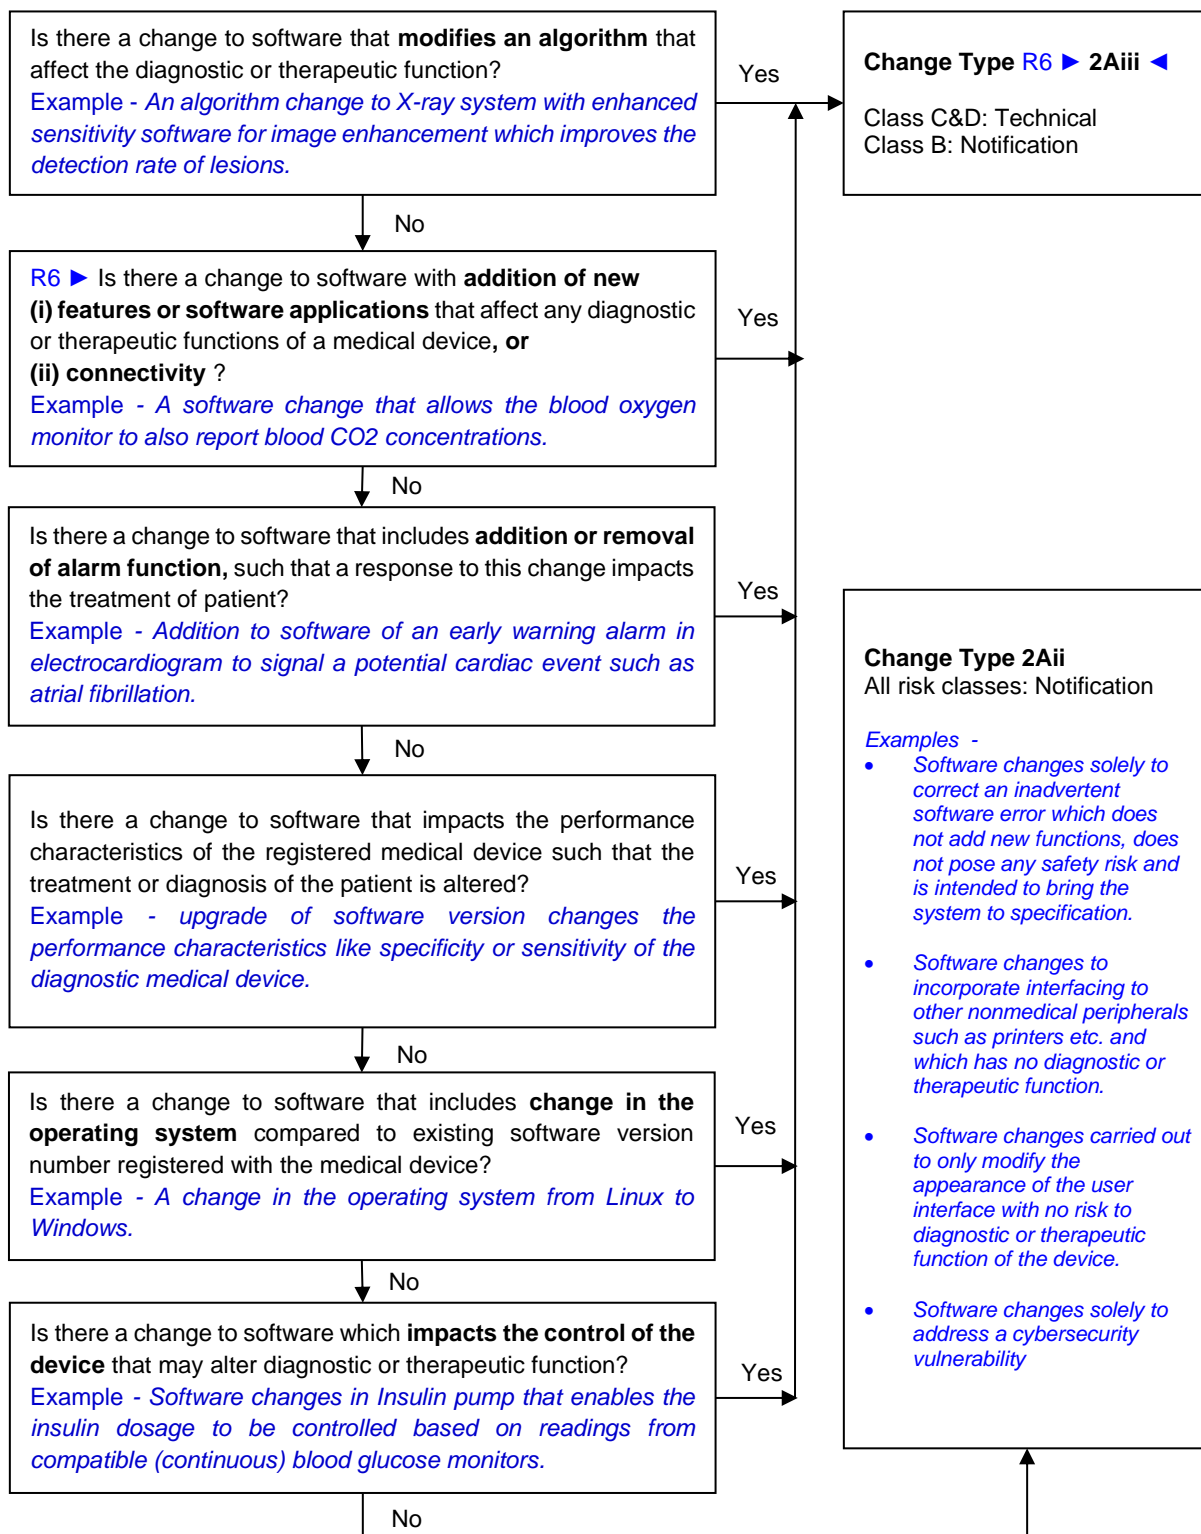 Is there a change to software that modifies an algorithm that
affect the diagnostic or therapeutic function?
Example - An algorithm change to X-ray system with enhanced
sensitivity software for image enhancement which improves the
detection rate of lesions.
Yes
Change Type R6 ► 2Aiii ◄
Class C&D: Technical
Class B: Notification
No
R6 ► Is there a change to software with addition of new
(i) features or software applications that affect any diagnostic
or therapeutic functions of a medical device, or
(ii) connectivity ?
Example - A software change that allows the blood oxygen
monitor to also report blood CO2 concentrations.
Yes
No
Is there a change to software that includes addition or removal
of alarm function, such that a response to this change impacts
the treatment of patient?
Example - Addition to software of an early warning alarm in
electrocardiogram to signal a potential cardiac event such as
atrial fibrillation.
Yes
No
Is there a change to software that impacts the performance
characteristics of the registered medical device such that the
treatment or diagnosis of the patient is altered?
Example - upgrade of software version changes the
performance characteristics like specificity or sensitivity of the
diagnostic medical device.
Yes
No
Is there a change to software that includes change in the
operating system compared to existing software version
number registered with the medical device?
Example - A change in the operating system from Linux to
Windows.
Yes
No
Is there a change to software which impacts the control of the
device that may alter diagnostic or therapeutic function?
Example - Software changes in Insulin pump that enables the
insulin dosage to be controlled based on readings from
compatible (continuous) blood glucose monitors.
Yes
No
Change Type 2Aii
All risk classes: Notification
Examples -
• Software changes solely to
correct an inadvertent
software error which does
not add new functions, does
not pose any safety risk and
is intended to bring the
system to specification.
• Software changes to
incorporate interfacing to
other nonmedical peripherals
such as printers etc. and
which has no diagnostic or
therapeutic function.
• Software changes carried out
to only modify the
appearance of the user
interface with no risk to
diagnostic or therapeutic
function of the device.
• Software changes solely to
address a cybersecurity
vulnerability